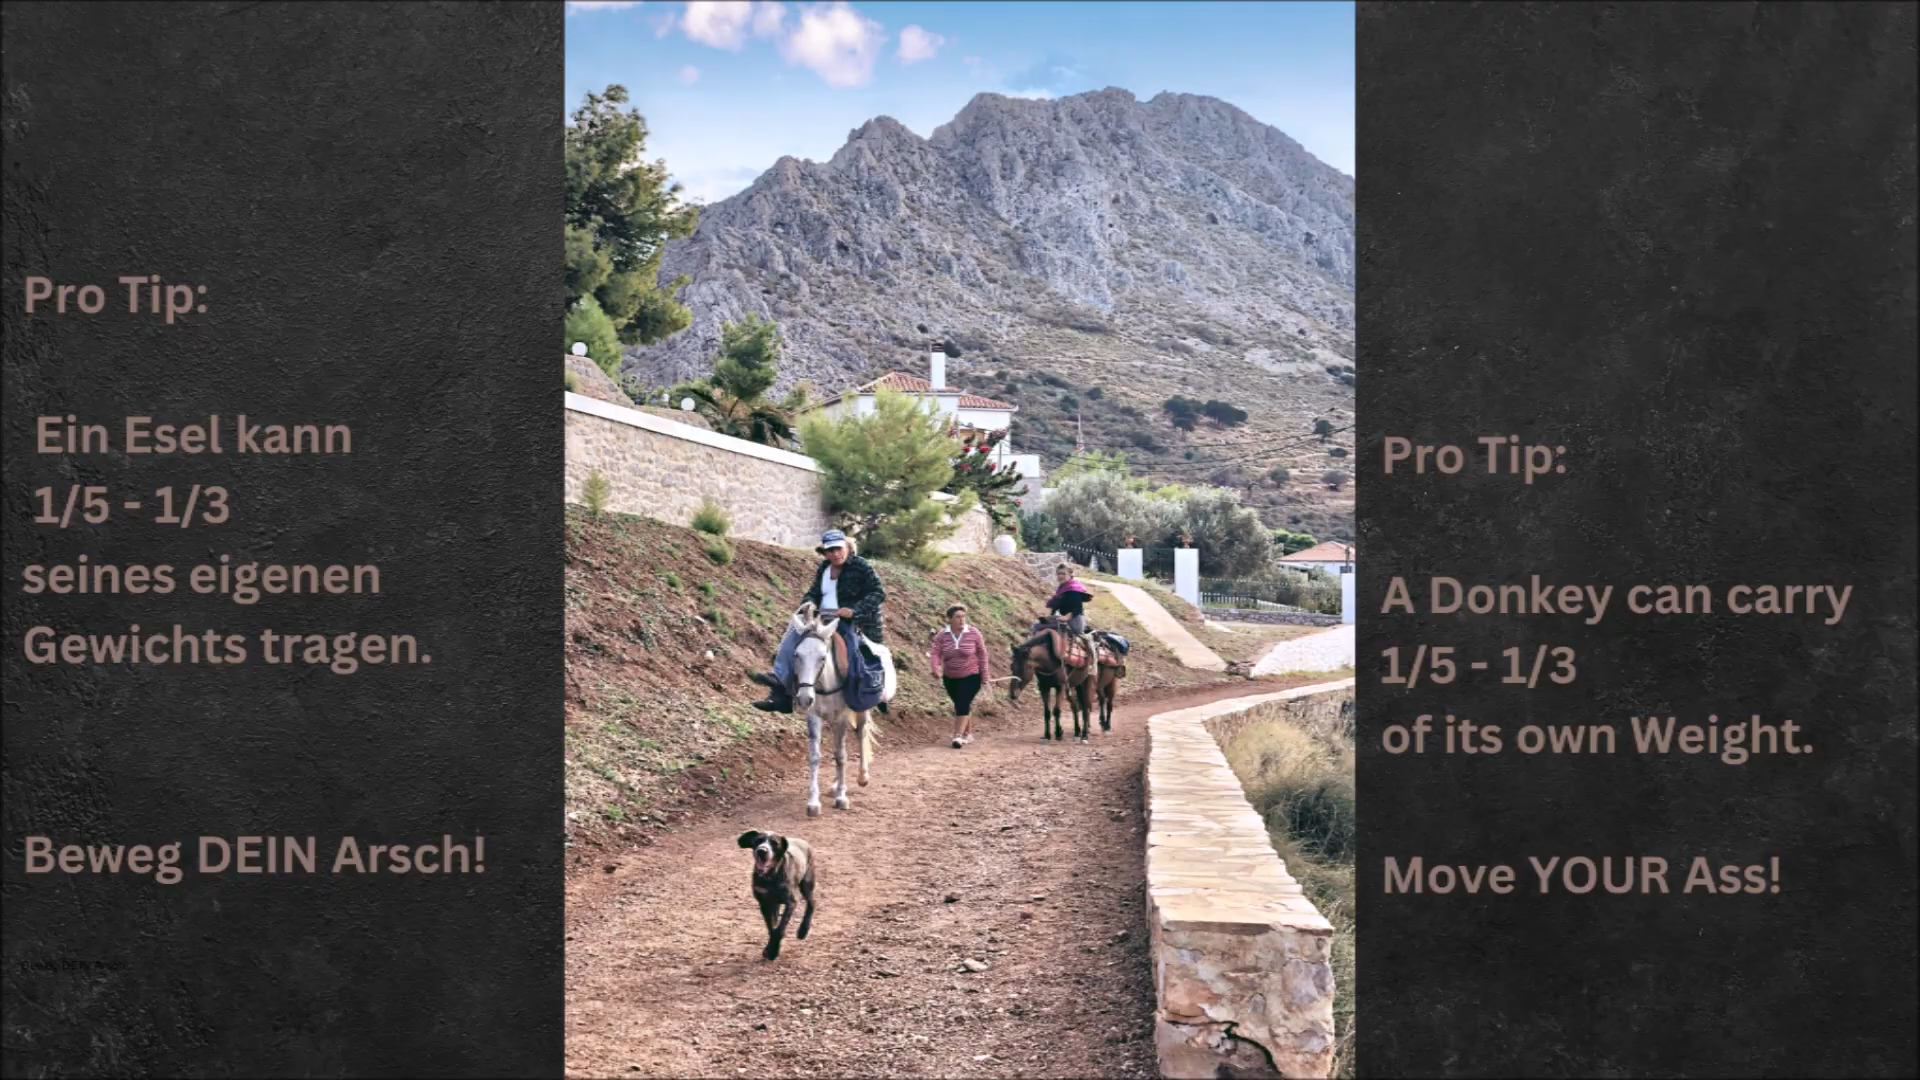 Pro Tip:
Ein Esel kann
1/5 - 1/3
seines eigenen
Gewichts tragen.
Beweg DEIN Arsch!
Pro Tip:
A Donkey can carry
1/5 - 1/3
of its own Weight.
Move YOUR Ass!